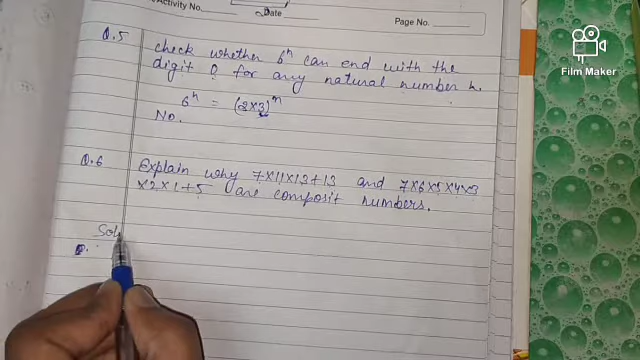 Activity No.
Date
Page No.
Film Maker
Q.5 check whether 6ⁿ can end with the
digit 0 for any natural number n.
6ⁿ = (2×3)ⁿ
No.
Q.6 Explain why 7×11×13+13 and 7×6×5×4×3
×2×1+5 are composit numbers.
Sol